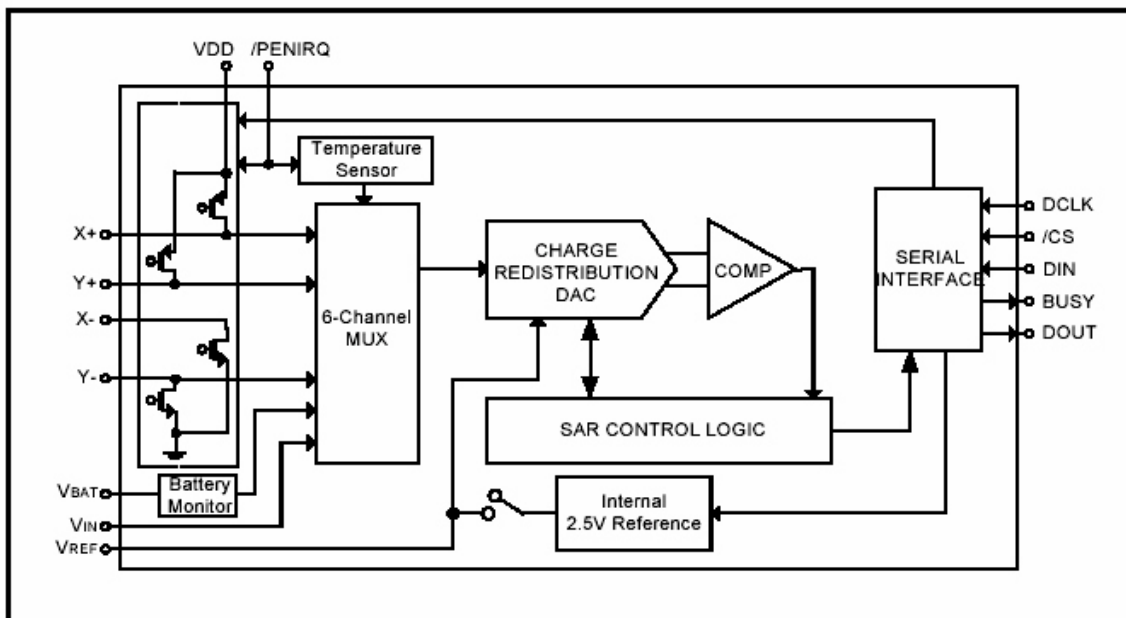 VDD /PENIRQ
Temperature
Sensor
X+
Y+
X-
Y-
6-Channel
MUX
CHARGE
REDISTRIBUTION
DAC
COMP
SERIAL
INTERFACE
DCLK
/CS
DIN
BUSY
DOUT
SAR CONTROL LOGIC
VBAT
Battery
Monitor
VIN
VREF
Internal
2.5V Reference